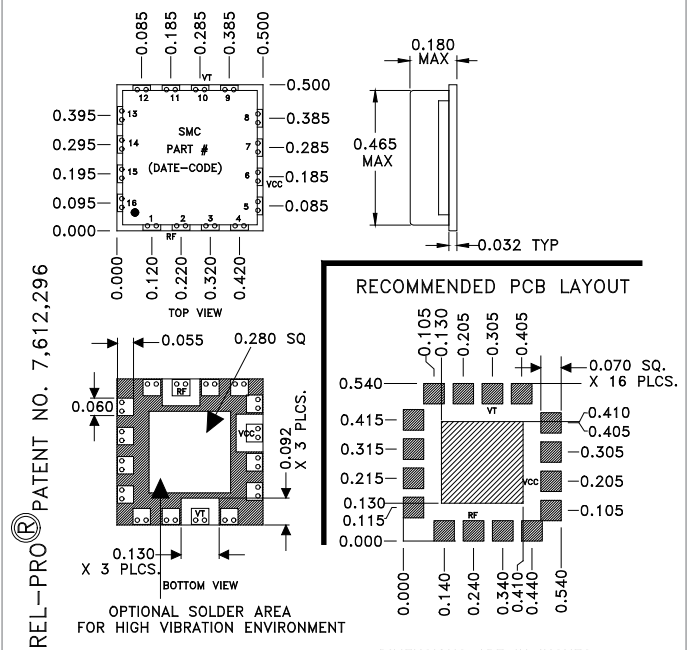 0.085
0.185
0.285
0.385
0.500
VT
12
11
10
9
0.500
0.395
13
8
0.385
SMC
0.295
14
PART #
7
0.285
(DATE-CODE)
0.195
15
6
0.185
VCC
0.095
16
5
0.085
1
2
3
4
0.000
RF
0.000
0.120
0.220
0.320
0.420
TOP VIEW
0.180
MAX
0.465
MAX
0.032 TYP
REL-PRO® PATENT NO. 7,612,296
0.055
0.280 SQ
RF
0.060
VCC
0.092
X 3 PLCS.
VT
0.130
X 3 PLCS.
BOTTOM VIEW
OPTIONAL SOLDER AREA
FOR HIGH VIBRATION ENVIRONMENT
RECOMMENDED PCB LAYOUT
0.105
0.130
0.205
0.305
0.405
0.070 SQ.
X 16 PLCS.
0.540
VT
0.415
0.410
0.405
0.315
0.305
0.215
VCC
0.205
0.130
0.115
RF
0.105
0.000
0.000
0.140
0.240
0.340
0.410
0.440
0.540